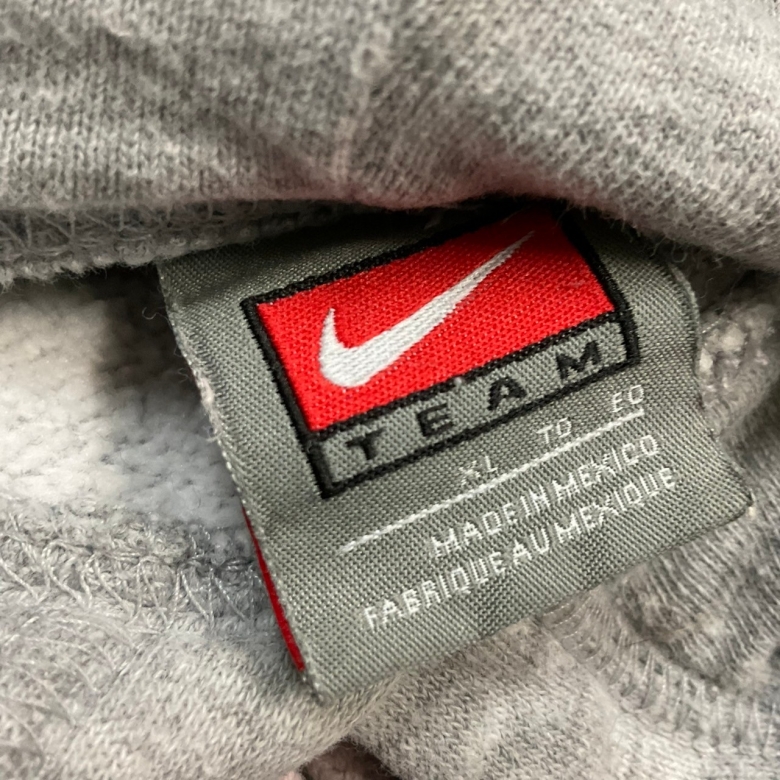 TEAM
XL TG EG
MADE IN MEXICO
FABRIQUE AU MEXIQUE